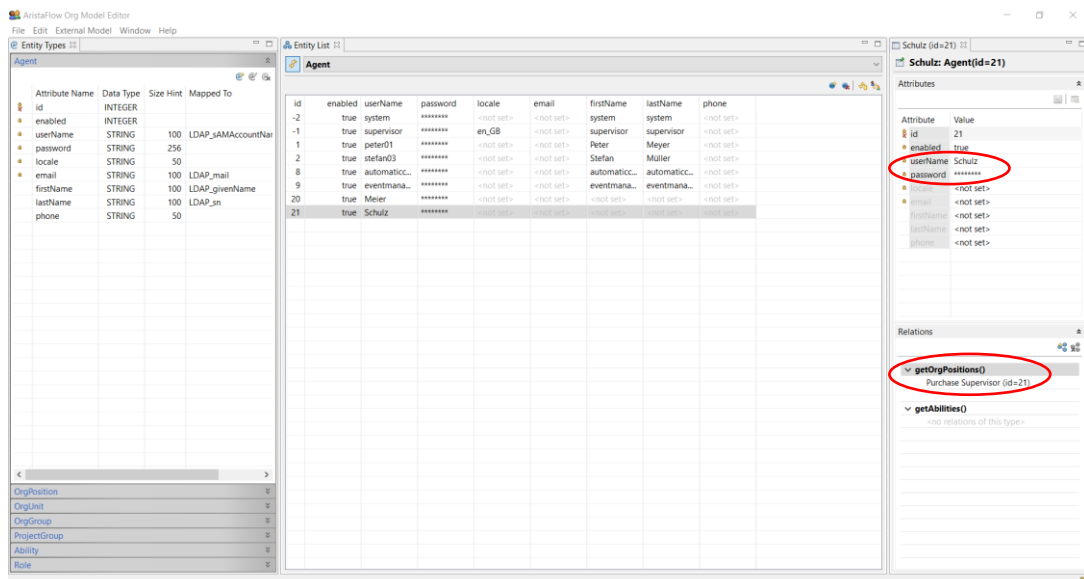 AristaFlow Org Model Editor
File Edit External Model Window Help
Entity Types
Agent
Attribute Name Data Type Size Hint Mapped To
id INTEGER
enabled INTEGER
userName STRING 100 LDAP_sAMAccountNar
password STRING 256
locale STRING 50
email STRING 100 LDAP_mail
firstName STRING 100 LDAP_givenName
lastName STRING 100 LDAP_sn
phone STRING 50
OrgPosition
OrgUnit
OrgGroup
ProjectGroup
Ability
Role
Entity List
Agent
id enabled userName password locale email firstName lastName phone
-2 true system ******** <not set> <not set> system system <not set>
-1 true supervisor ******** en_GB <not set> supervisor supervisor <not set>
1 true peter01 ******** <not set> <not set> Peter Meyer <not set>
2 true stefan03 ******** <not set> <not set> Stefan Müller <not set>
8 true automaticc... ******** <not set> <not set> automaticc... automaticc... <not set>
9 true eventmana... ******** <not set> <not set> eventmana... eventmana... <not set>
20 true Meier ******** <not set> <not set> <not set> <not set> <not set>
21 true Schulz ******** <not set> <not set> <not set> <not set> <not set>
Schulz (id=21)
Schulz: Agent(id=21)
Attributes
Attribute Value
id 21
enabled true
userName Schulz
password ********
locale <not set>
email <not set>
firstName <not set>
lastName <not set>
phone <not set>
Relations
getOrgPositions()
Purchase Supervisor (id=21)
getAbilities()
<no relations of this type>